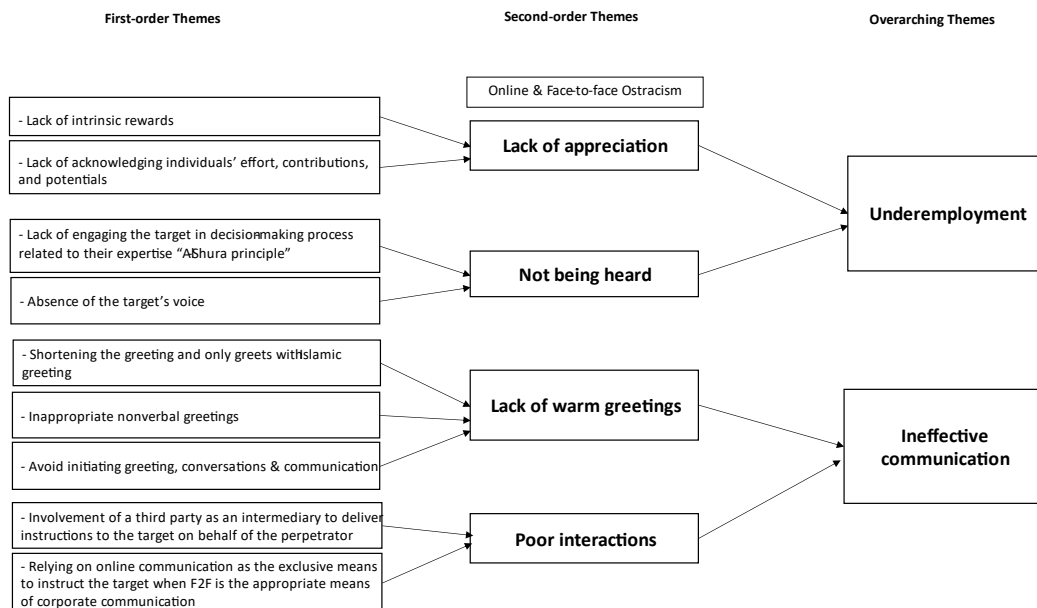 First-order Themes
Second-order Themes
Overarching Themes
Online & Face-to-face Ostracism
- Lack of intrinsic rewards
- Lack of acknowledging individuals’ effort, contributions,
and potentials
Lack of appreciation
Underemployment
- Lack of engaging the target in decision-making process
related to their expertise “Al-Shura principle”
- Absence of the target’s voice
Not being heard
- Shortening the greeting and only greets with Islamic
greeting
- Inappropriate nonverbal greetings
- Avoid initiating greeting, conversations & communication
Lack of warm greetings
Ineffective
communication
- Involvement of a third party as an intermediary to deliver
instructions to the target on behalf of the perpetrator
- Relying on online communication as the exclusive means
to instruct the target when F2F is the appropriate means
of corporate communication
Poor interactions